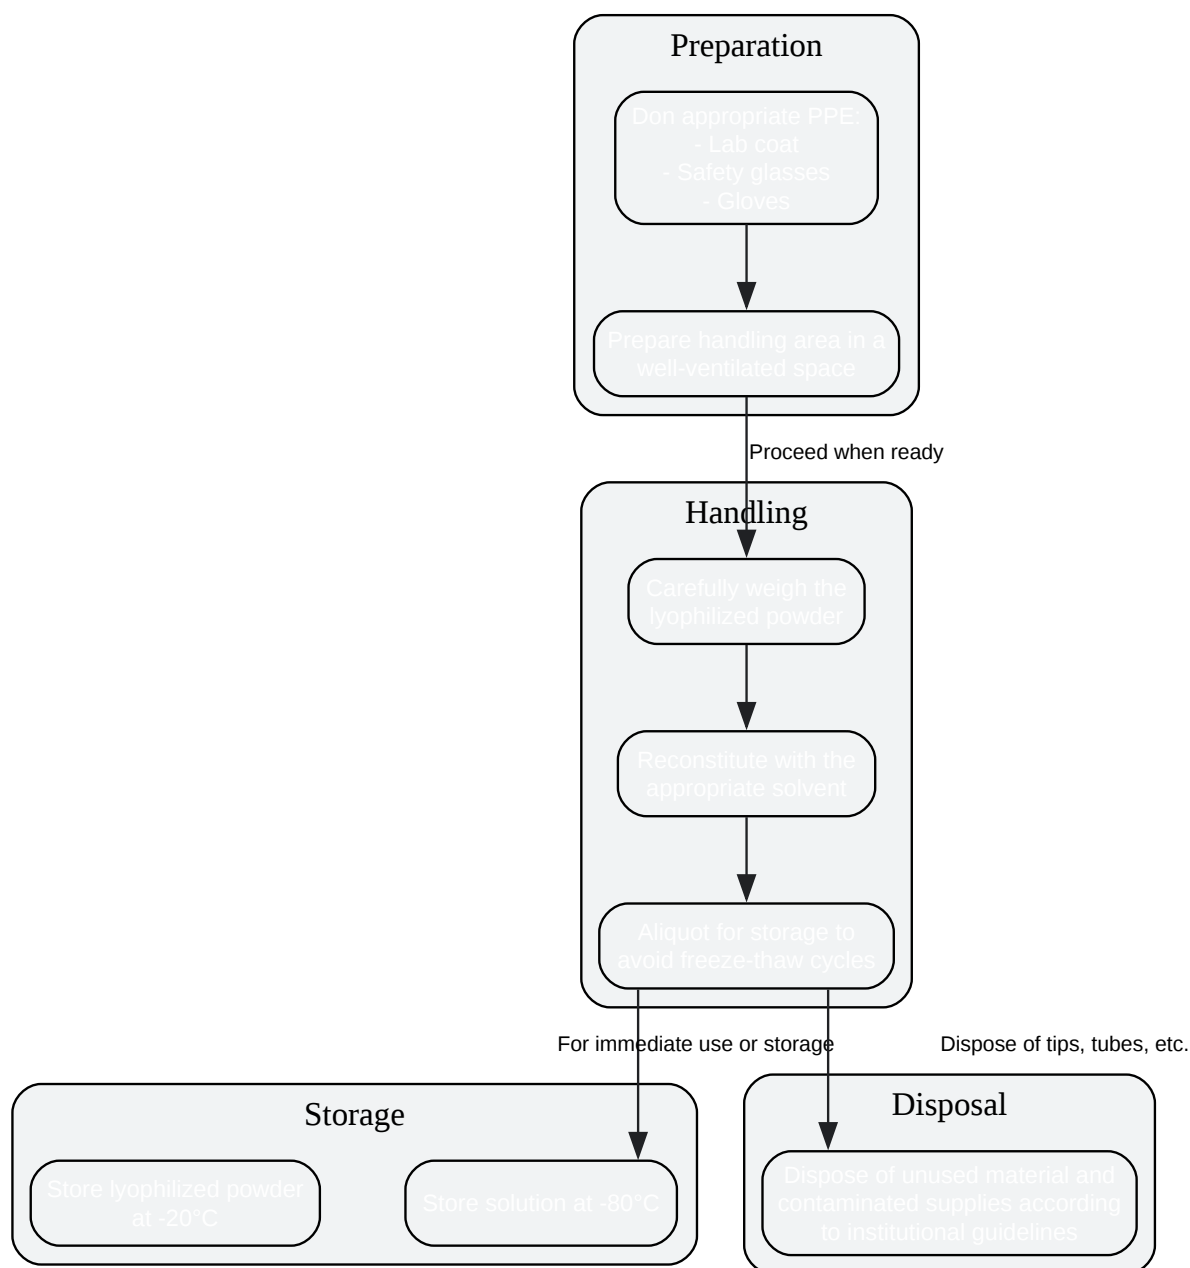 Preparation
Don appropriate PPE:
- Lab coat
- Safety glasses
- Gloves
Prepare handling area in a
well-ventilated space
Proceed when ready
Handling
Carefully weigh the
lyophilized powder
Reconstitute with the
appropriate solvent
Aliquot for storage to
avoid freeze-thaw cycles
For immediate use or storage
Dispose of tips, tubes, etc.
Storage
Store lyophilized powder
at -20°C
Store solution at -80°C
Disposal
Dispose of unused material and
contaminated supplies according
to institutional guidelines